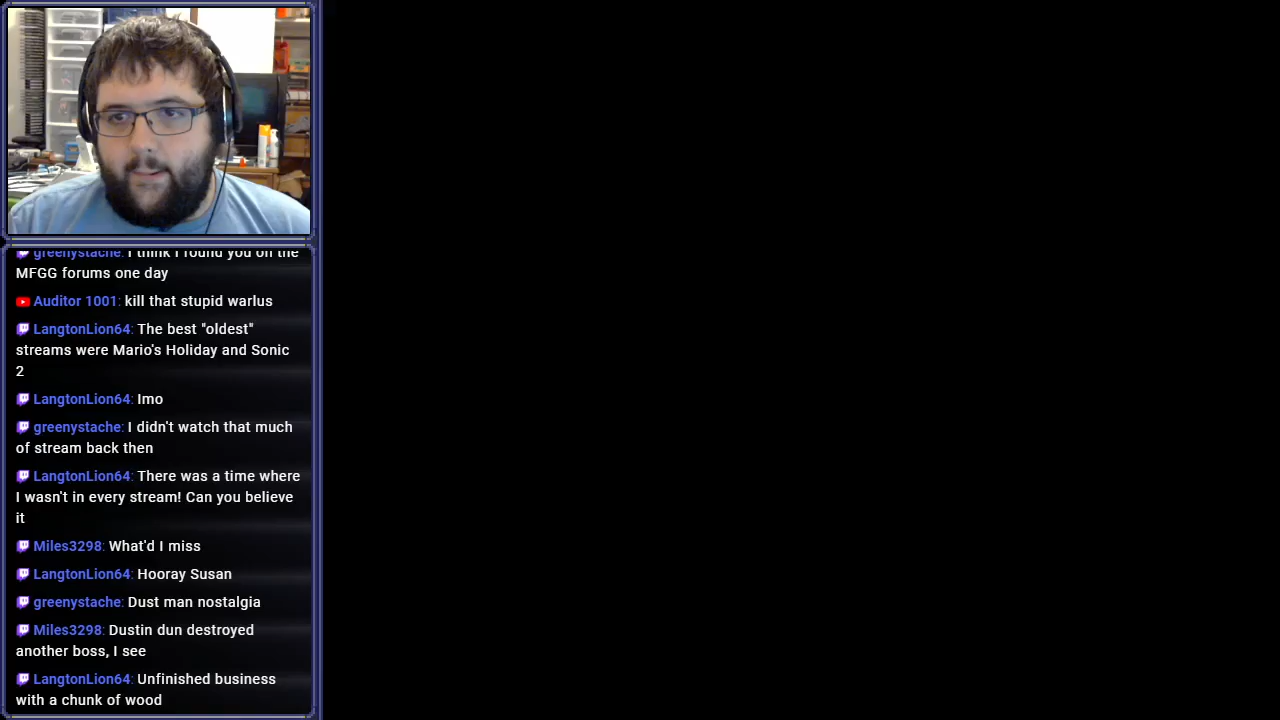 greenystache: I think I found you on the
MFGG forums one day
Auditor 1001: kill that stupid warlus
LangtonLion64: The best "oldest"
streams were Mario's Holiday and Sonic
2
LangtonLion64: Imo
greenystache: I didn't watch that much
of stream back then
LangtonLion64: There was a time where
I wasn't in every stream! Can you believe
it
Miles3298: What'd I miss
LangtonLion64: Hooray Susan
greenystache: Dust man nostalgia
Miles3298: Dustin dun destroyed
another boss, I see
LangtonLion64: Unfinished business
with a chunk of wood